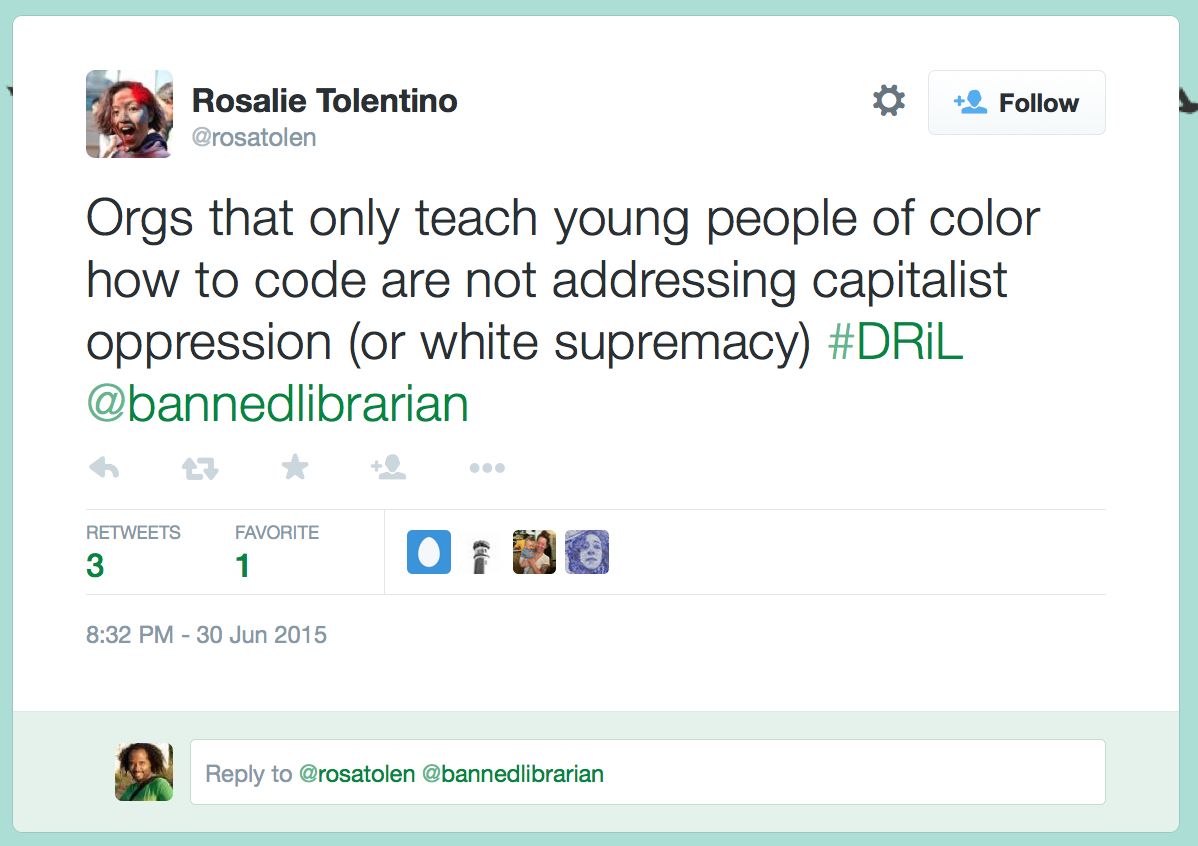 Rosalie Tolentino
@rosatolen
Follow
Orgs that only teach young people of color
how to code are not addressing capitalist
oppression (or white supremacy) #DRiL
@bannedlibrarian
RETWEETS FAVORITE
3 1
8:32 PM - 30 Jun 2015
Reply to @rosatolen @bannedlibrarian